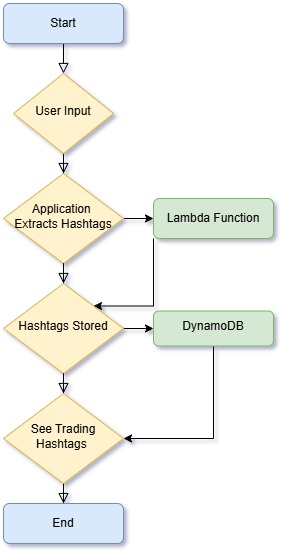 Start
User Input
Application
Extracts Hashtags
Lambda Function
Hashtags Stored
DynamoDB
See Trading
Hashtags
End